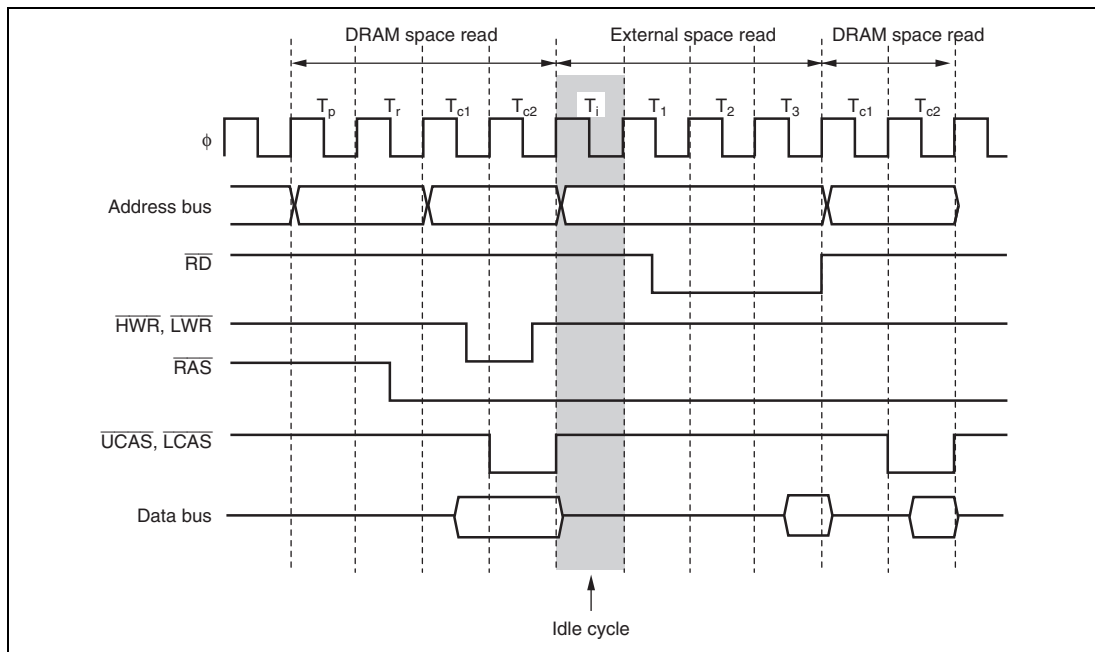 DRAM space read External space read DRAM space read
Tp Tr Tc1 Tc2 Ti T1 T2 T3 Tc1 Tc2
ϕ
Address bus
RD
HWR, LWR
RAS
UCAS, LCAS
Data bus
Idle cycle